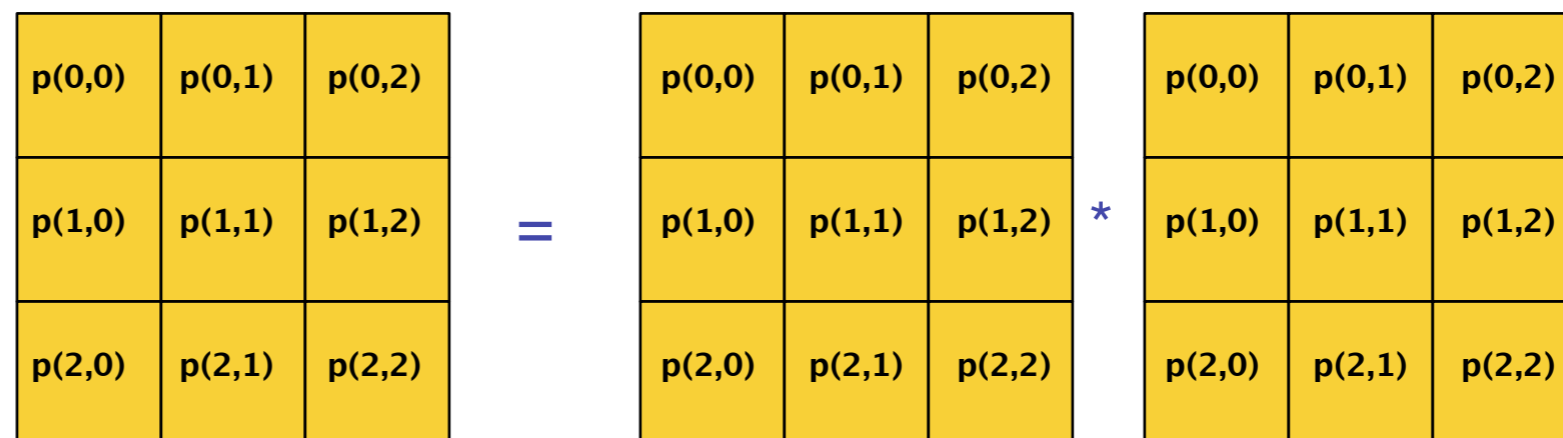 p(0,0) p(0,1) p(0,2) p(0,0) p(0,1) p(0,2) p(0,0) p(0,1) p(0,2)
p(1,0) p(1,1) p(1,2) = p(1,0) p(1,1) p(1,2) * p(1,0) p(1,1) p(1,2)
p(2,0) p(2,1) p(2,2) p(2,0) p(2,1) p(2,2) p(2,0) p(2,1) p(2,2)